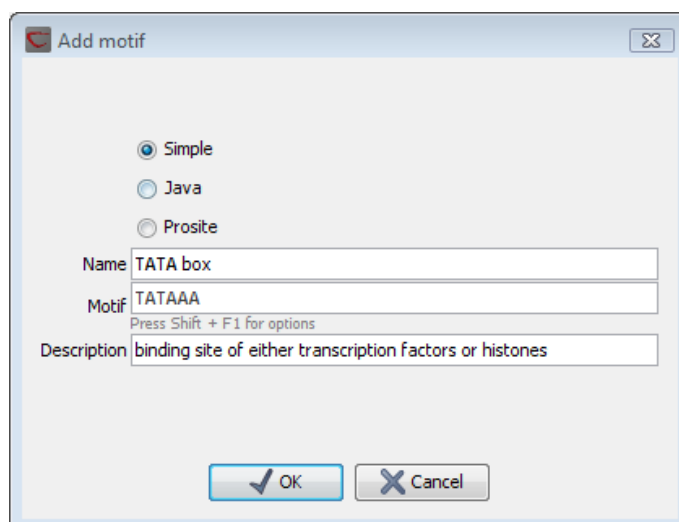 Add motif
Simple
Java
Prosite
Name TATA box
Motif TATAAA
Press Shift + F1 for options
Description binding site of either transcription factors or histones
OK Cancel